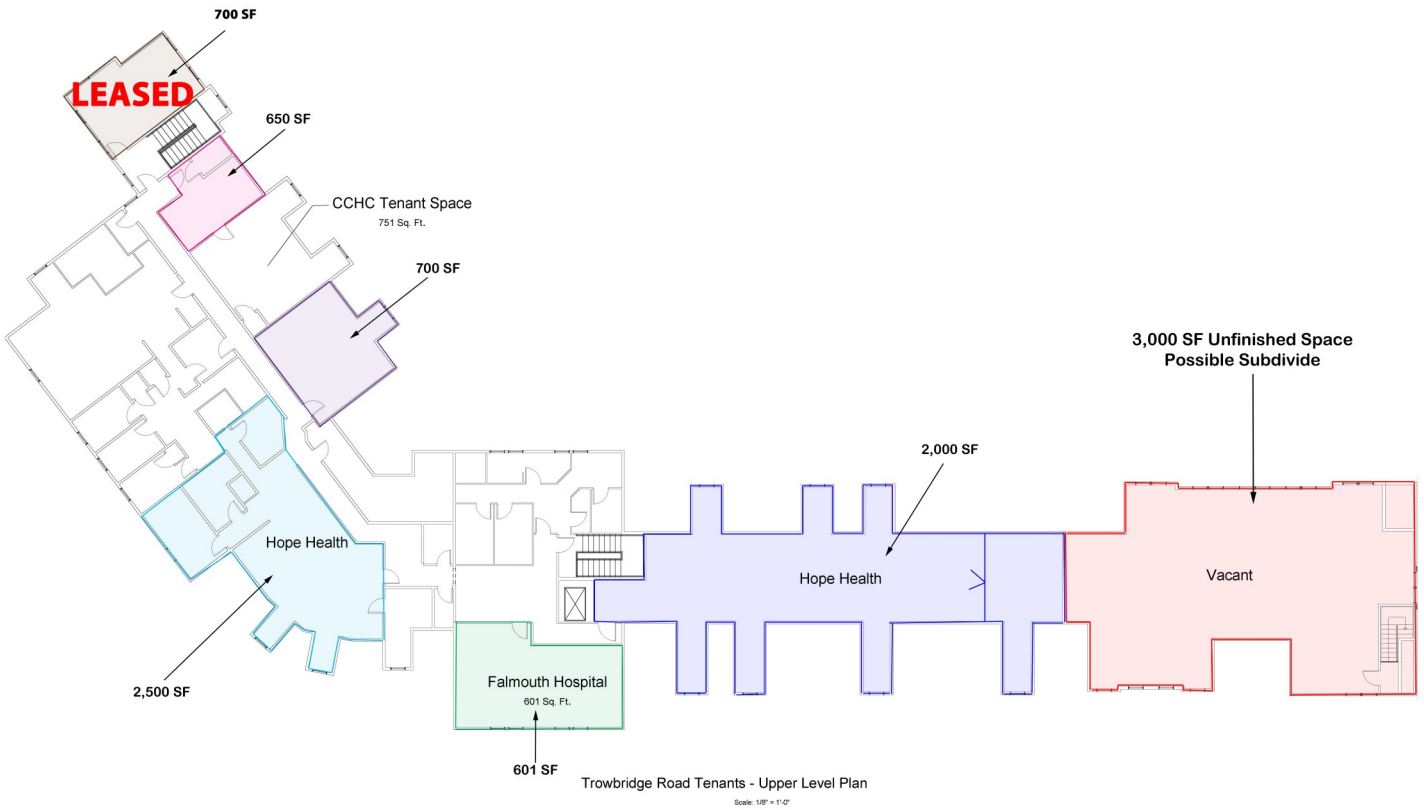 700 SF
LEASED
650 SF
CCHC Tenant Space
751 Sq. Ft.
700 SF
3,000 SF Unfinished Space
Possible Subdivide
2,000 SF
Hope Health
Hope Health
Vacant
2,500 SF
Falmouth Hospital
601 Sq. Ft.
601 SF
Trowbridge Road Tenants - Upper Level Plan
Scale: 1/8" = 1'-0"